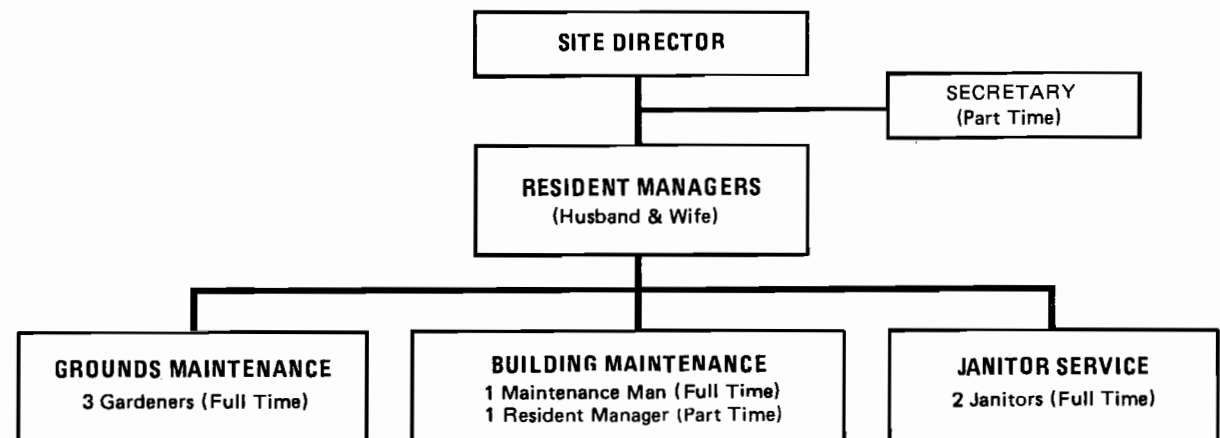 SITE DIRECTOR
SECRETARY
(Part Time)
RESIDENT MANAGERS
(Husband & Wife)
GROUNDS MAINTENANCE
3 Gardeners (Full Time)
BUILDING MAINTENANCE
1 Maintenance Man (Full Time)
1 Resident Manager (Part Time)
JANITOR SERVICE
2 Janitors (Full Time)